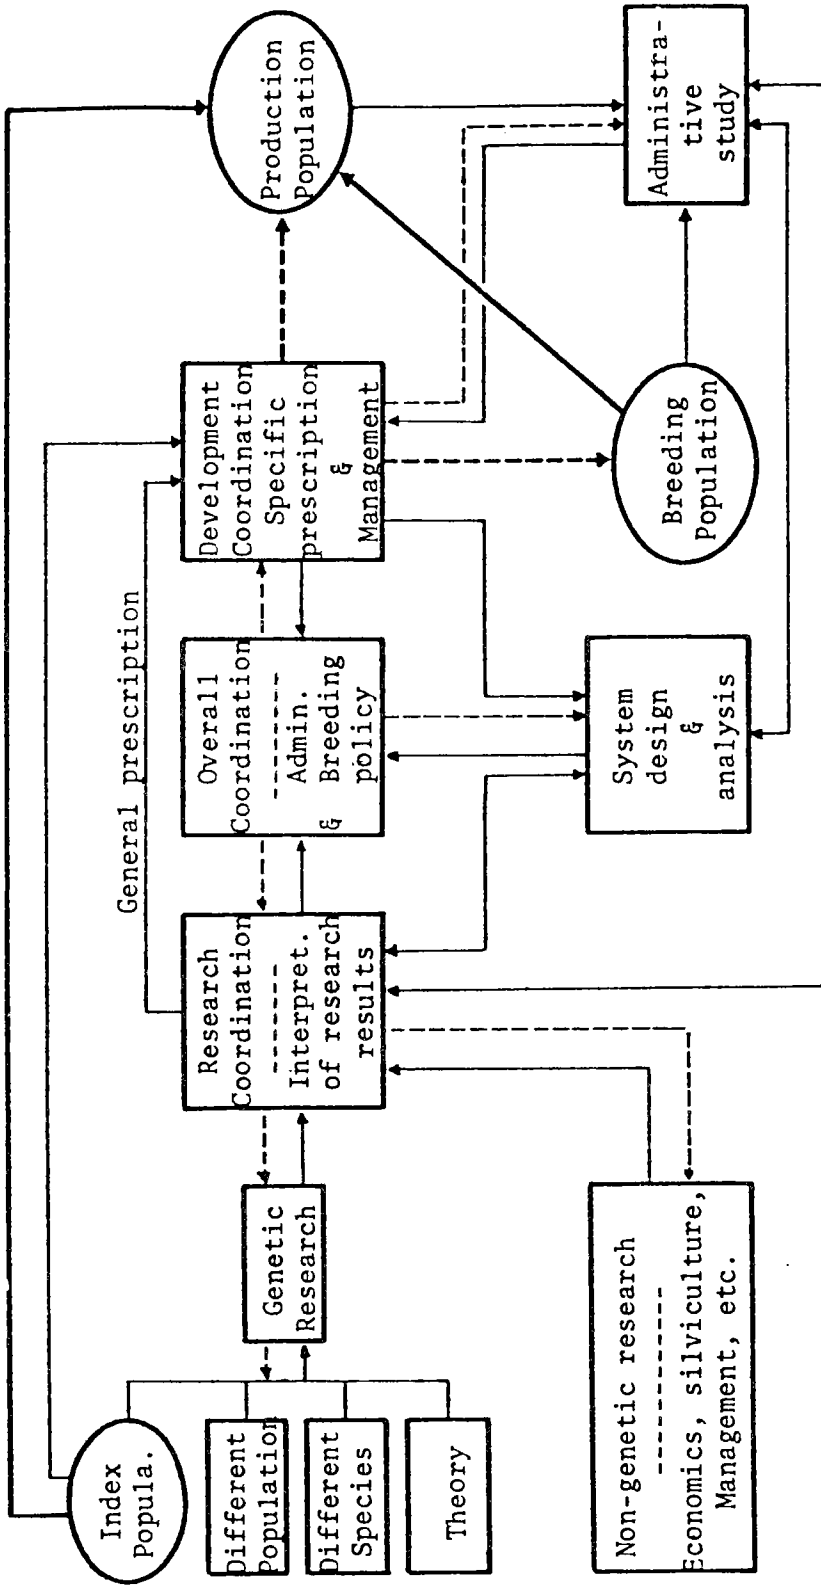 Index
Popula.
Different
Population
Different
Species
Theory
Genetic
Research
General prescription
Research
Coordination
-------
Interpret.
of research
results
Overall
Coordination
--------
Admin.
& Breeding
policy
Development
Coordination
Specific
prescription
&
Management
Production
Population
Non-genetic research
-----------
Economics, silviculture,
Management, etc.
System
design
&
analysis
Breeding
Population
Administra-
tive
study